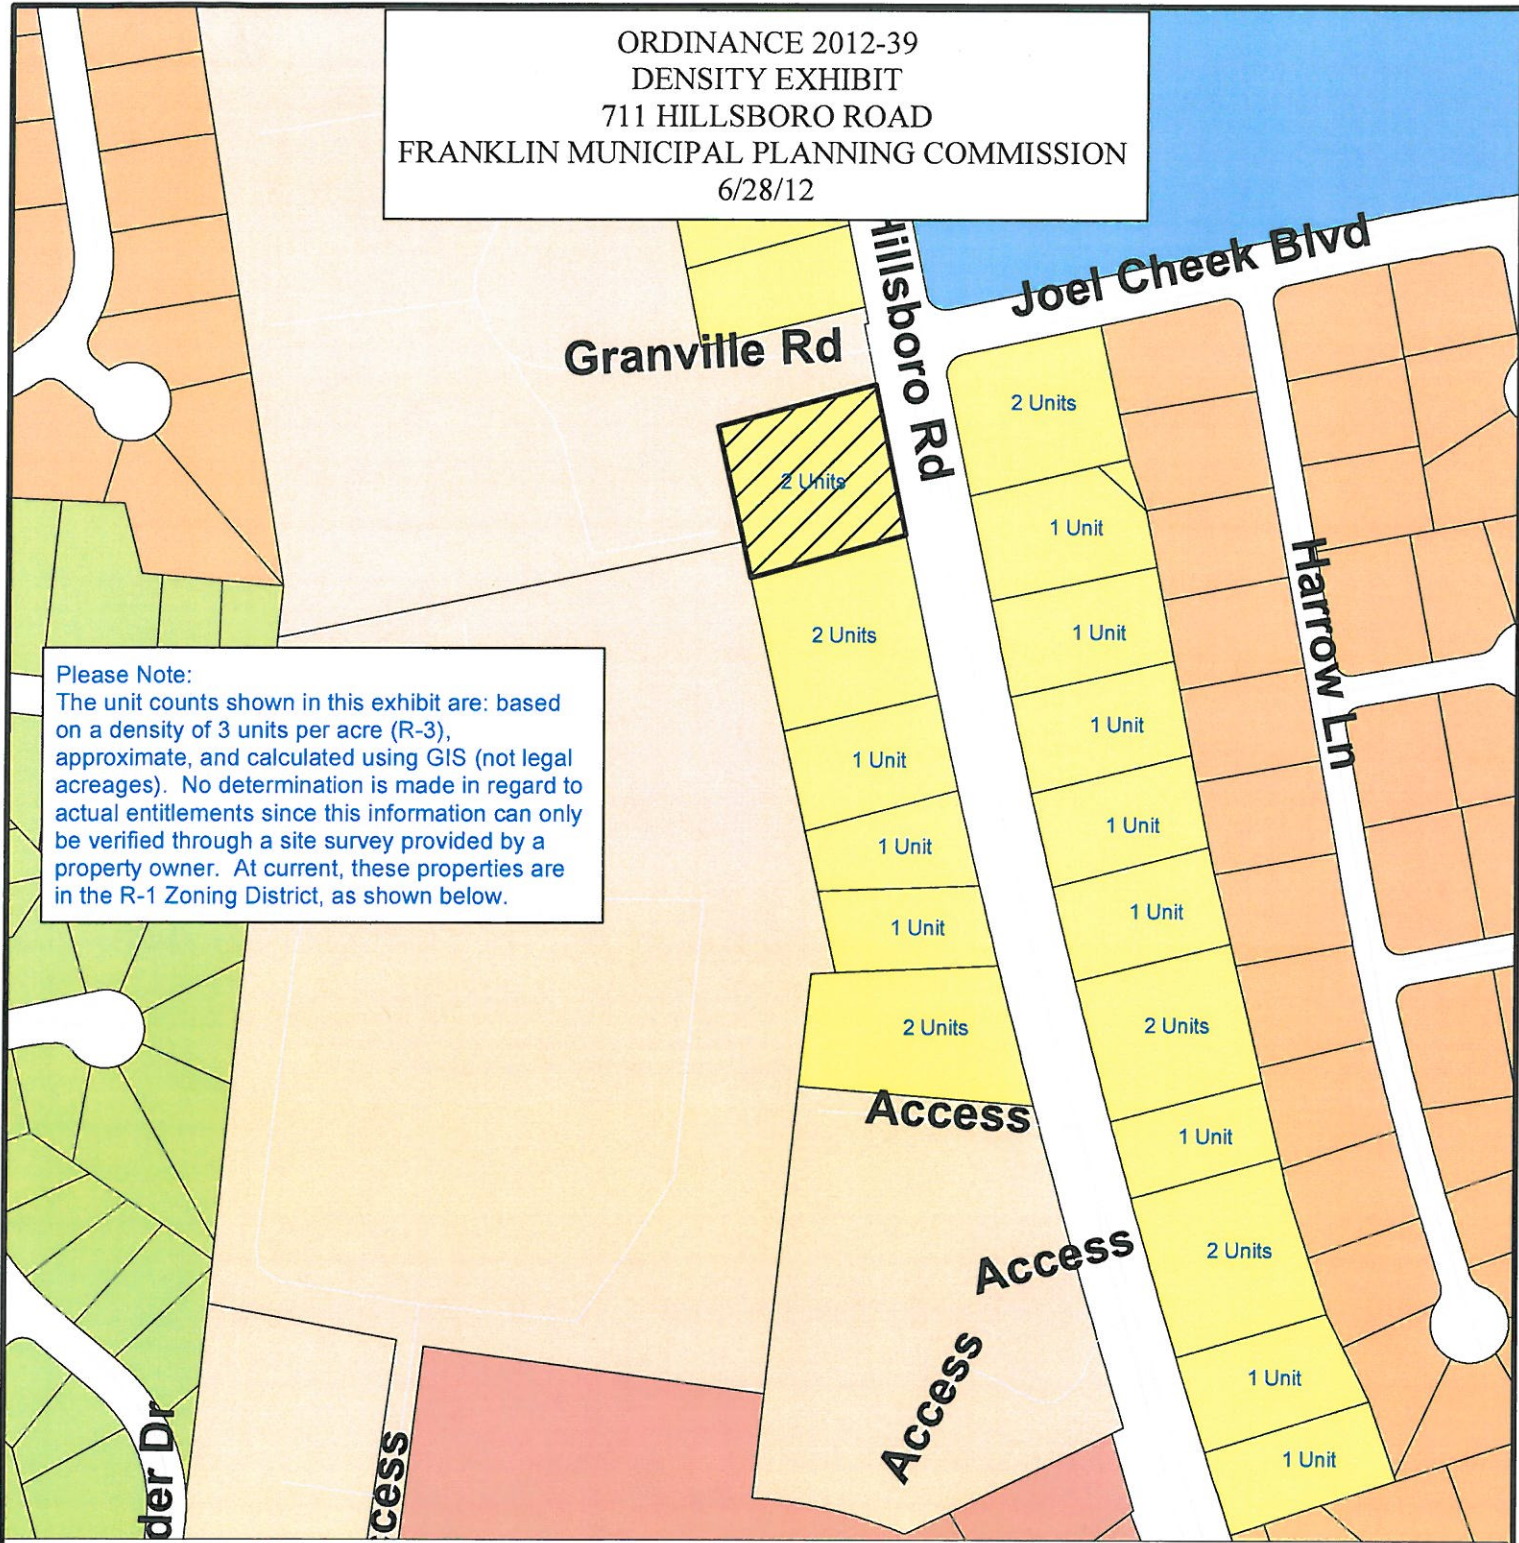 ORDINANCE 2012-39
DENSITY EXHIBIT
711 HILLSBORO ROAD
FRANKLIN MUNICIPAL PLANNING COMMISSION
6/28/12
Hillsboro Rd
Joel Cheek Blvd
Granville Rd
2 Units
2 Units
1 Unit
2 Units
1 Unit
1 Unit
1 Unit
1 Unit
2 Units
1 Unit
2 Units
1 Unit
1 Unit
Harrow Ln
2 Units
1 Unit
1 Unit
1 Unit
2 Units
Please Note:
The unit counts shown in this exhibit are: based
on a density of 3 units per acre (R-3),
approximate, and calculated using GIS (not legal
acreages).  No determination is made in regard to
actual entitlements since this information can only
be verified through a site survey provided by a
property owner.  At current, these properties are
in the R-1 Zoning District, as shown below.
Access
Access
Access
der Dr
ccess